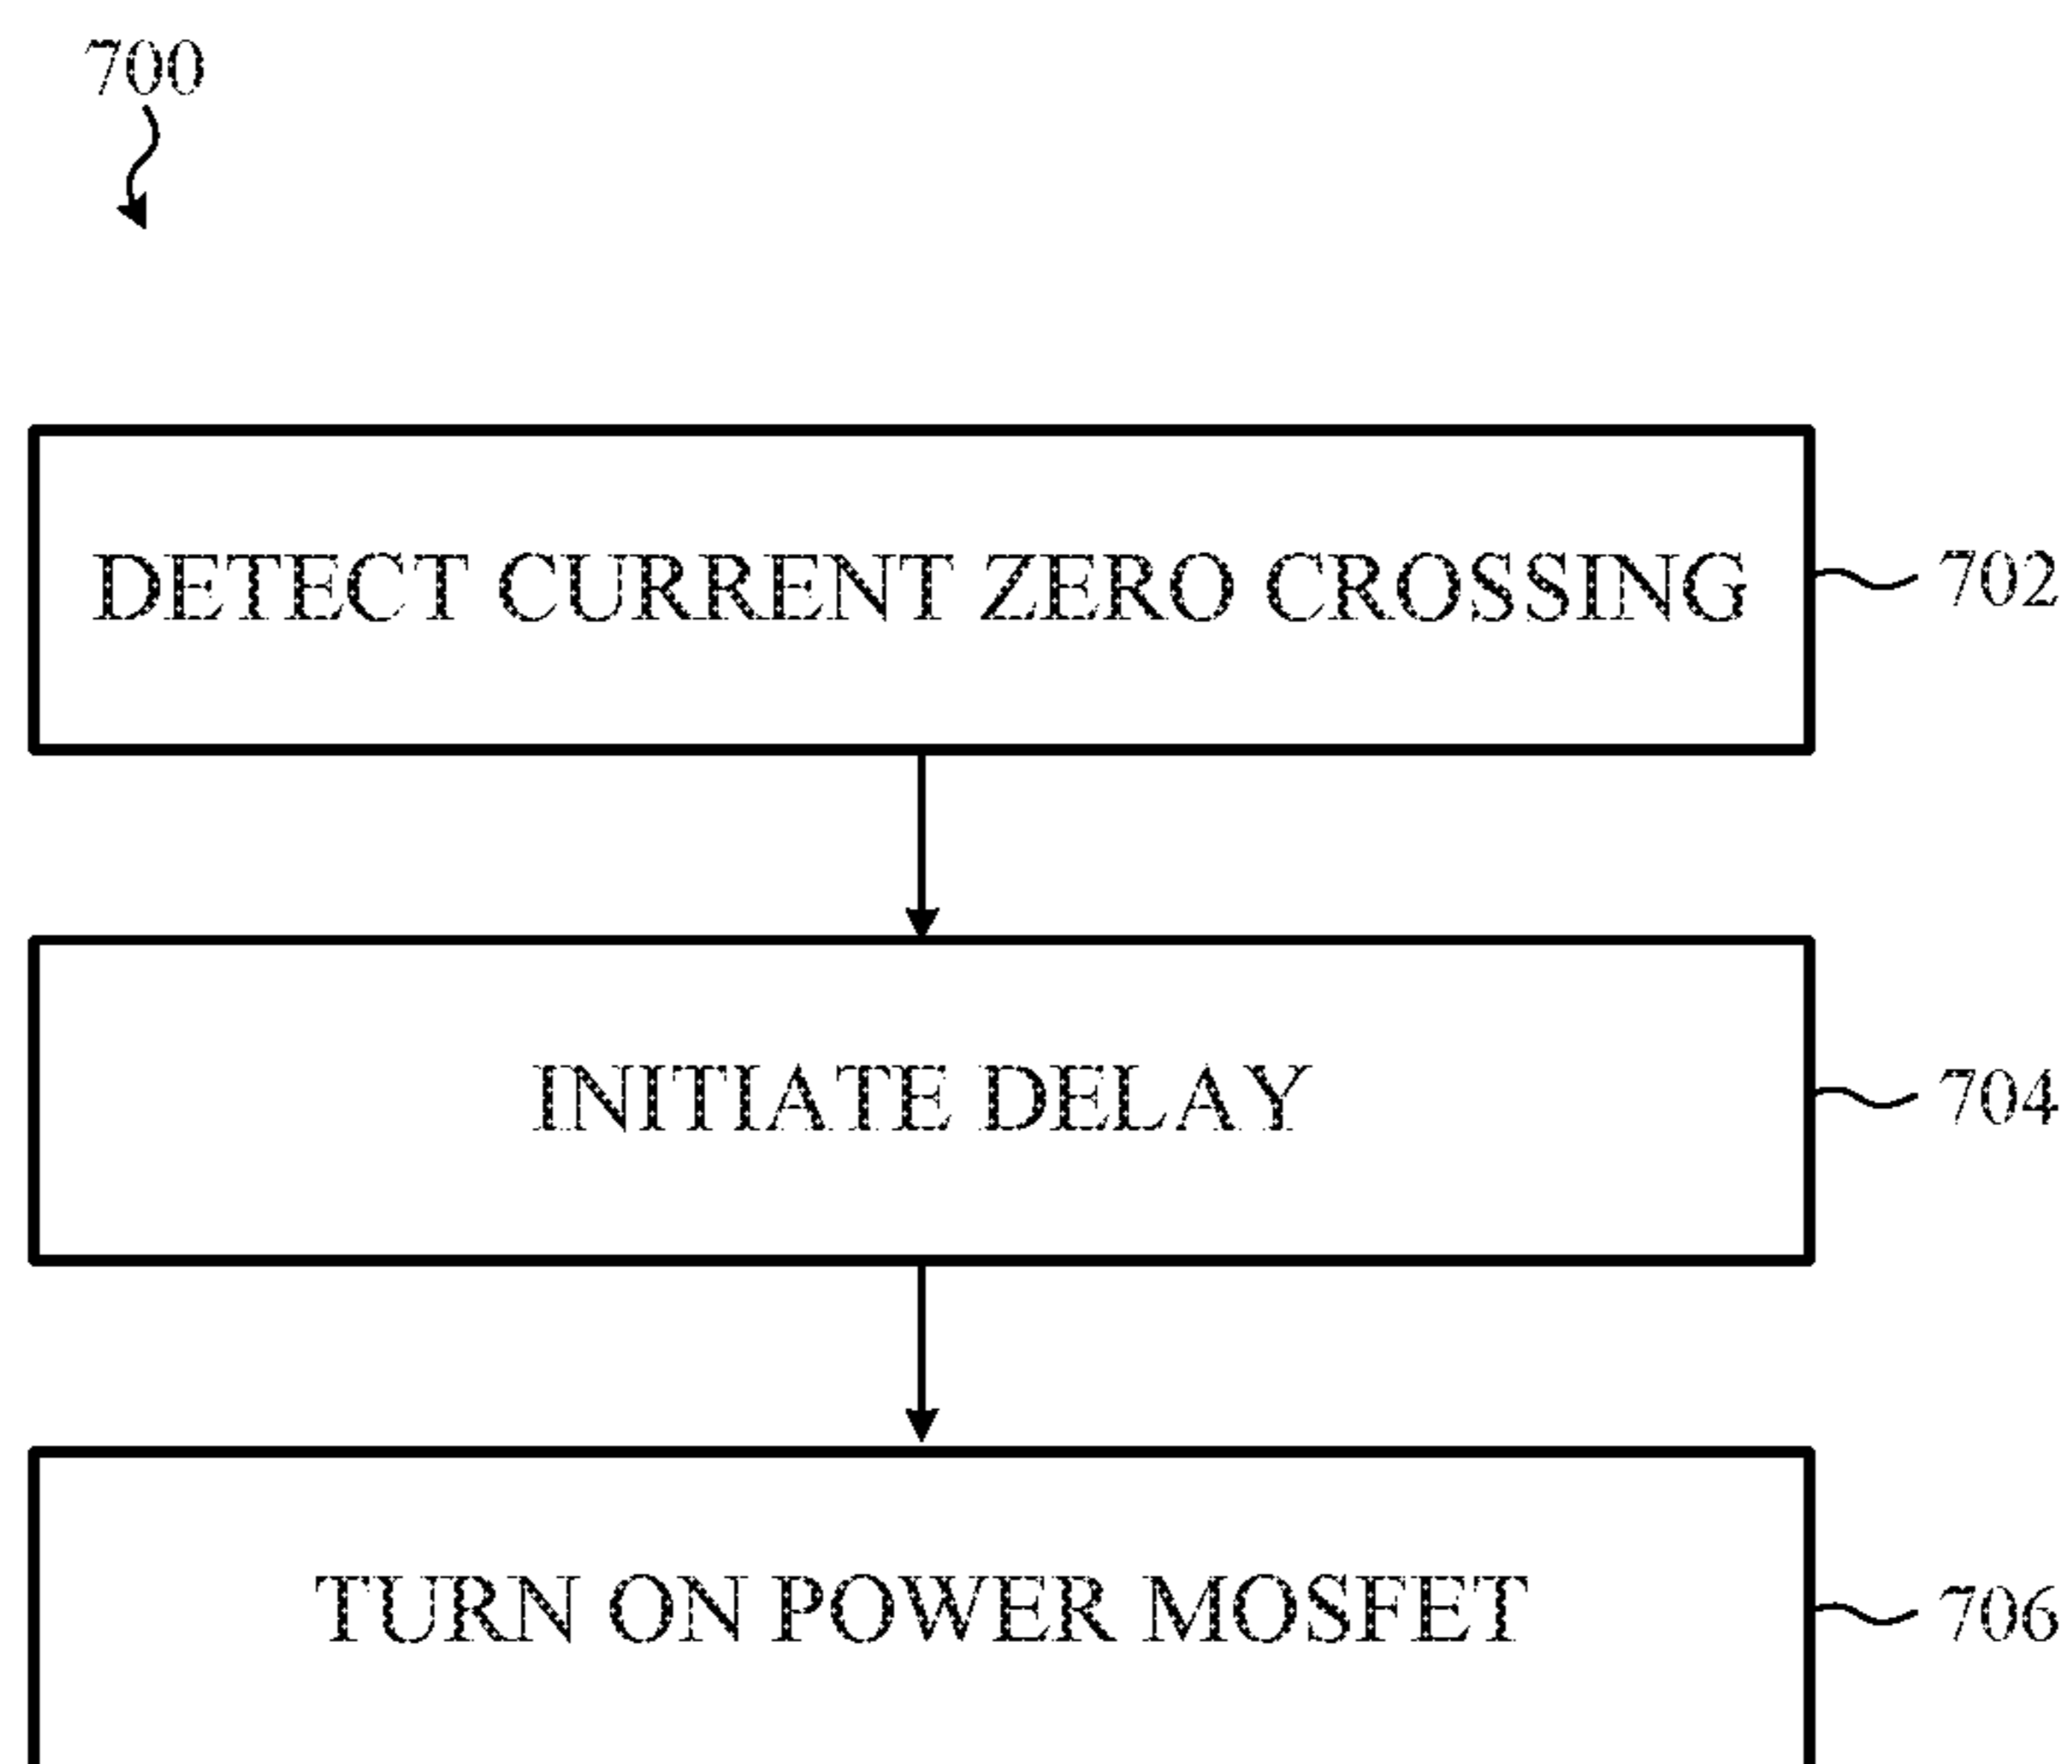 700
DETECT CURRENT ZERO CROSSING
702
INITIATE DELAY
704
TURN ON POWER MOSFET
706